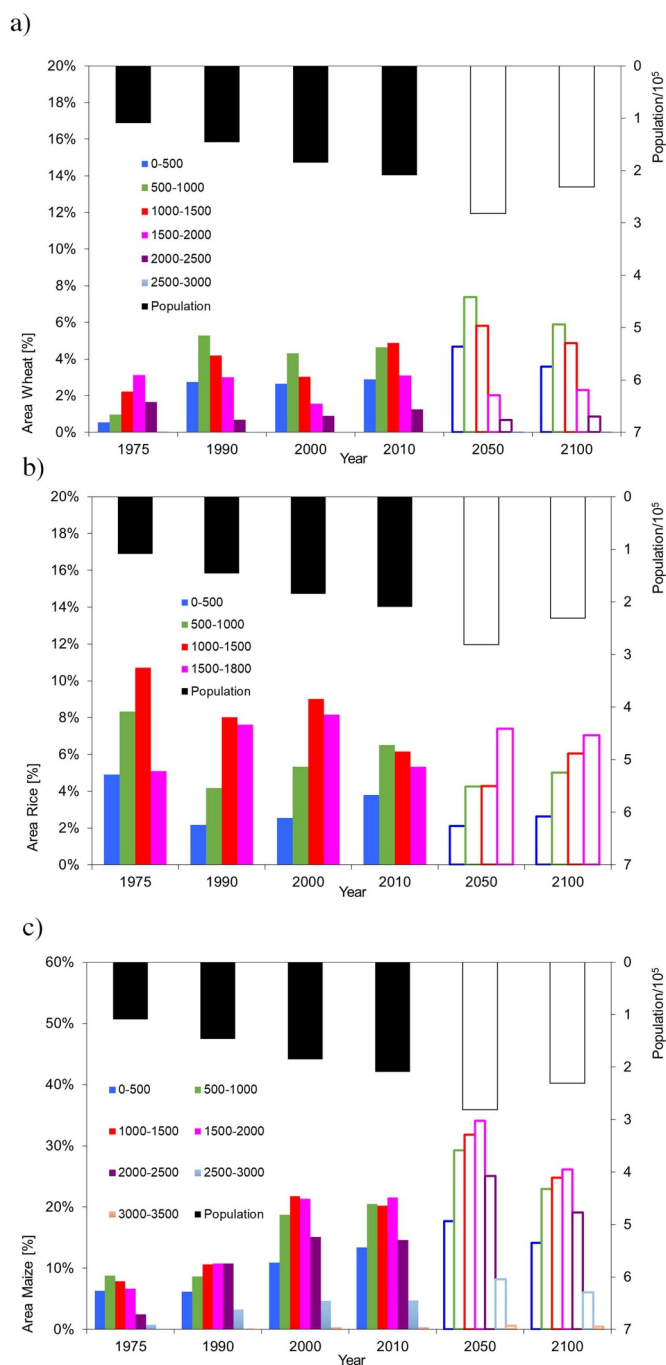 a)
20% 0
18%
1
16%
14% 2
12%
3
10%
4
8%
6% 5
4%
6
2%
0% 7
Area Wheat [%]
Population/10⁵
0-500
500-1000
1000-1500
1500-2000
2000-2500
2500-3000
Population
1975 1990 2000 2010 2050 2100
Year
b)
20% 0
18%
1
16%
14% 2
12%
3
10%
4
8%
6% 5
4%
6
2%
0% 7
Area Rice [%]
Population/10⁵
0-500
500-1000
1000-1500
1500-1800
Population
1975 1990 2000 2010 2050 2100
Year
c)
60% 0
50% 1
40% 2
30% 3
4
20%
5
10%
6
0% 7
Area Maize [%]
Population/10⁵
0-500 500-1000
1000-1500 1500-2000
2000-2500 2500-3000
3000-3500 Population
1975 1990 2000 2010 2050 2100
Year